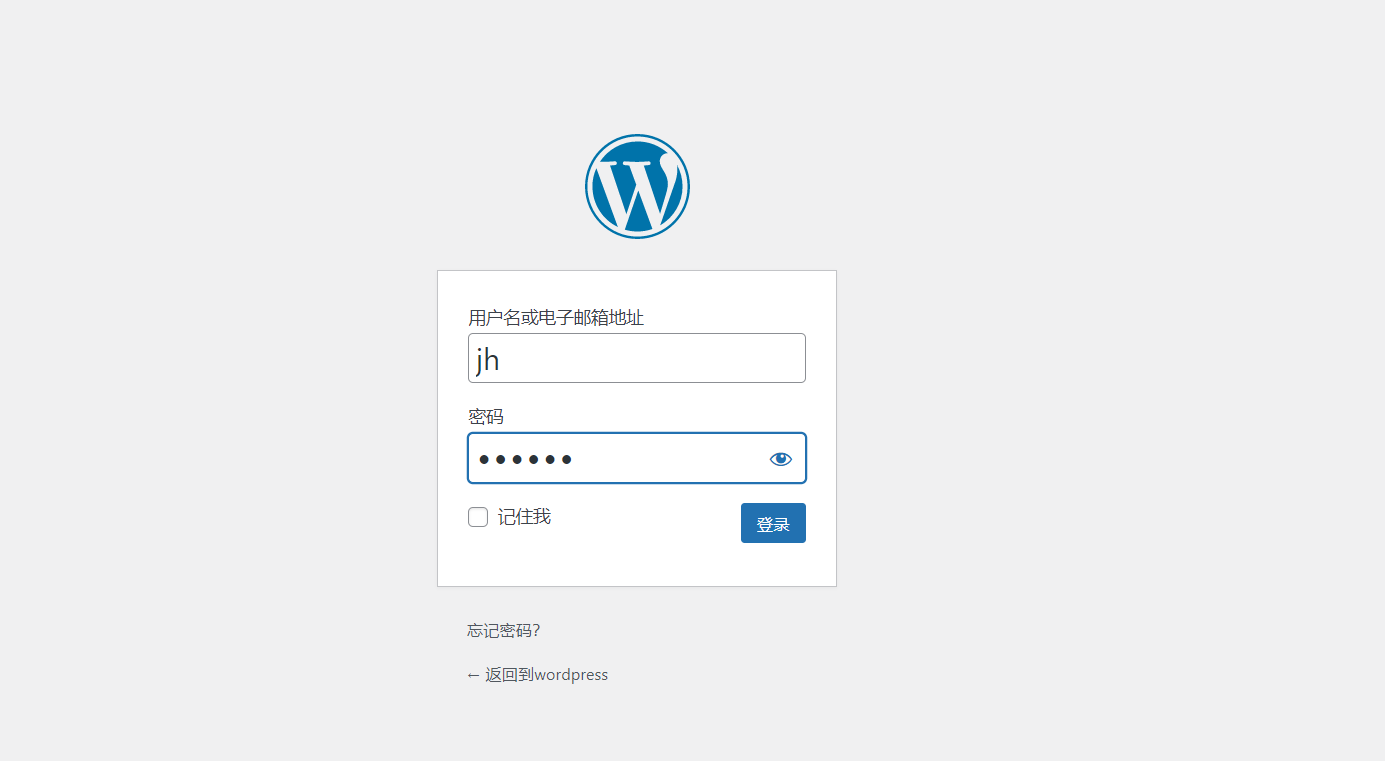 用户名或电子邮箱地址
jh
密码
••••••
记住我
登录
忘记密码?
← 返回到wordpress